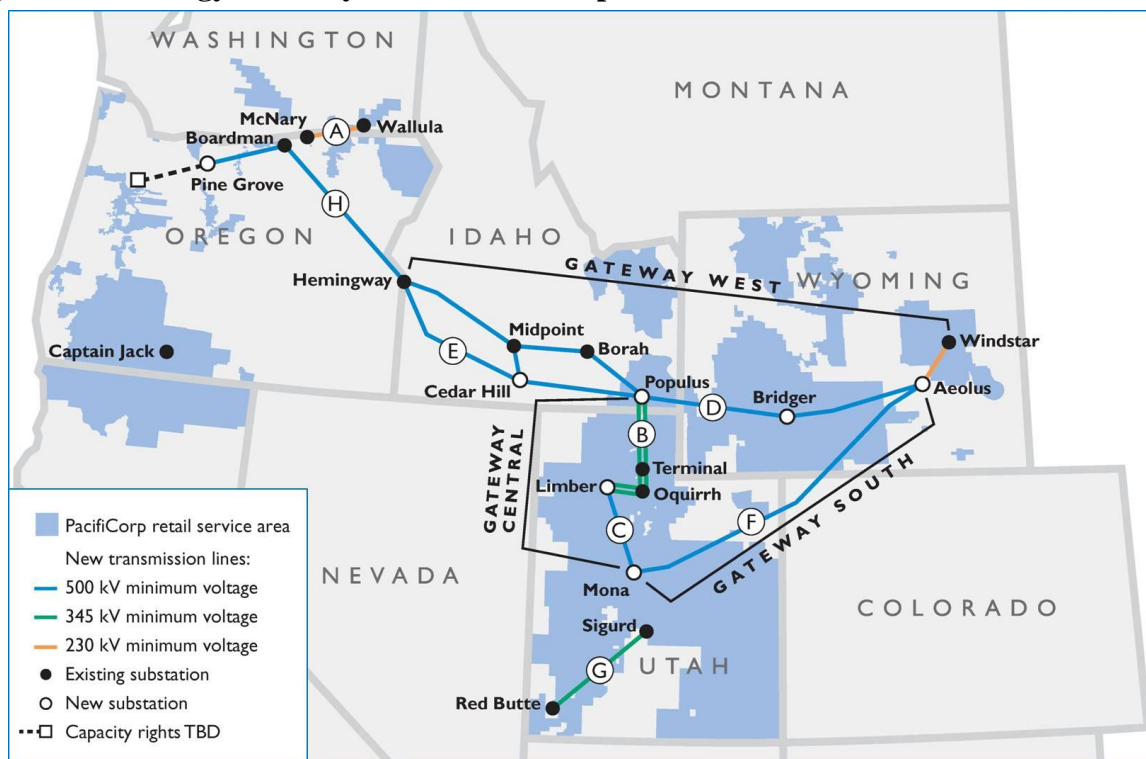 WASHINGTON
MONTANA
McNary
A
Wallula
Boardman
Pine Grove
H
OREGON
IDAHO
GATEWAY WEST
WYOMING
Hemingway
Midpoint
Windstar
Captain Jack
E
Borah
Cedar Hill
Populus
Bridger
Aeolus
D
B
GATEWAY
CENTRAL
Terminal
Limber
Oquirrh
GATEWAY SOUTH
C
F
Mona
NEVADA
COLORADO
Sigurd
UTAH
G
Red Butte
PacifiCorp retail service area
New transmission lines:
500 kV minimum voltage
345 kV minimum voltage
230 kV minimum voltage
Existing substation
New substation
Capacity rights TBD